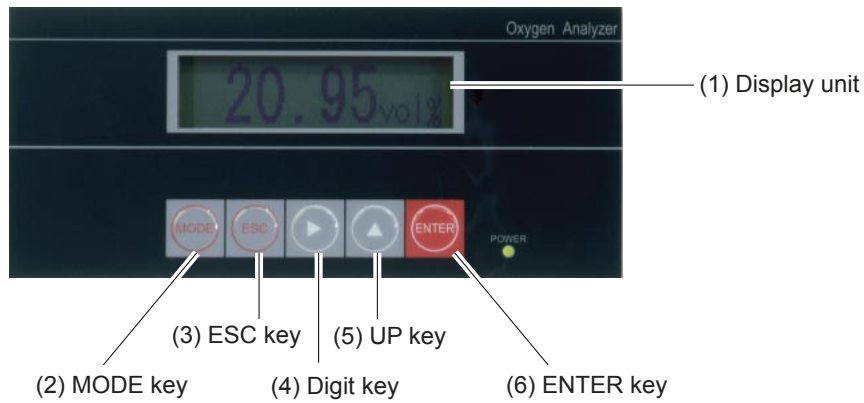 Oxygen Analyzer
20.95vol%
(1) Display unit
MODE
ESC
ENTER
POWER
(3) ESC key
(5) UP key
(2) MODE key
(4) Digit key
(6) ENTER key